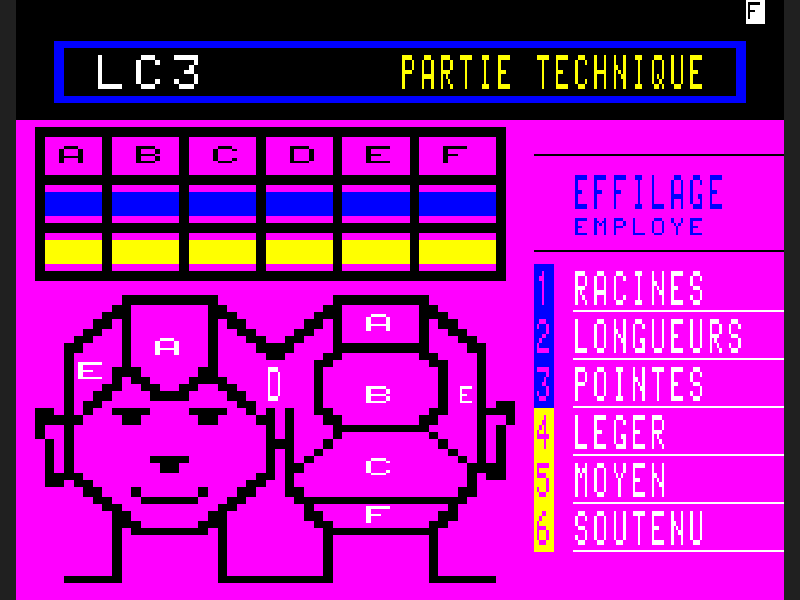 F
LC3 PARTIE TECHNIQUE
A B C D E F
EFFILAGE
EMPLOYE
1 RACINES
2 LONGUEURS
3 POINTES
4 LEGER
5 MOYEN
6 SOUTENU
A
A
E
D
B
E
C
F